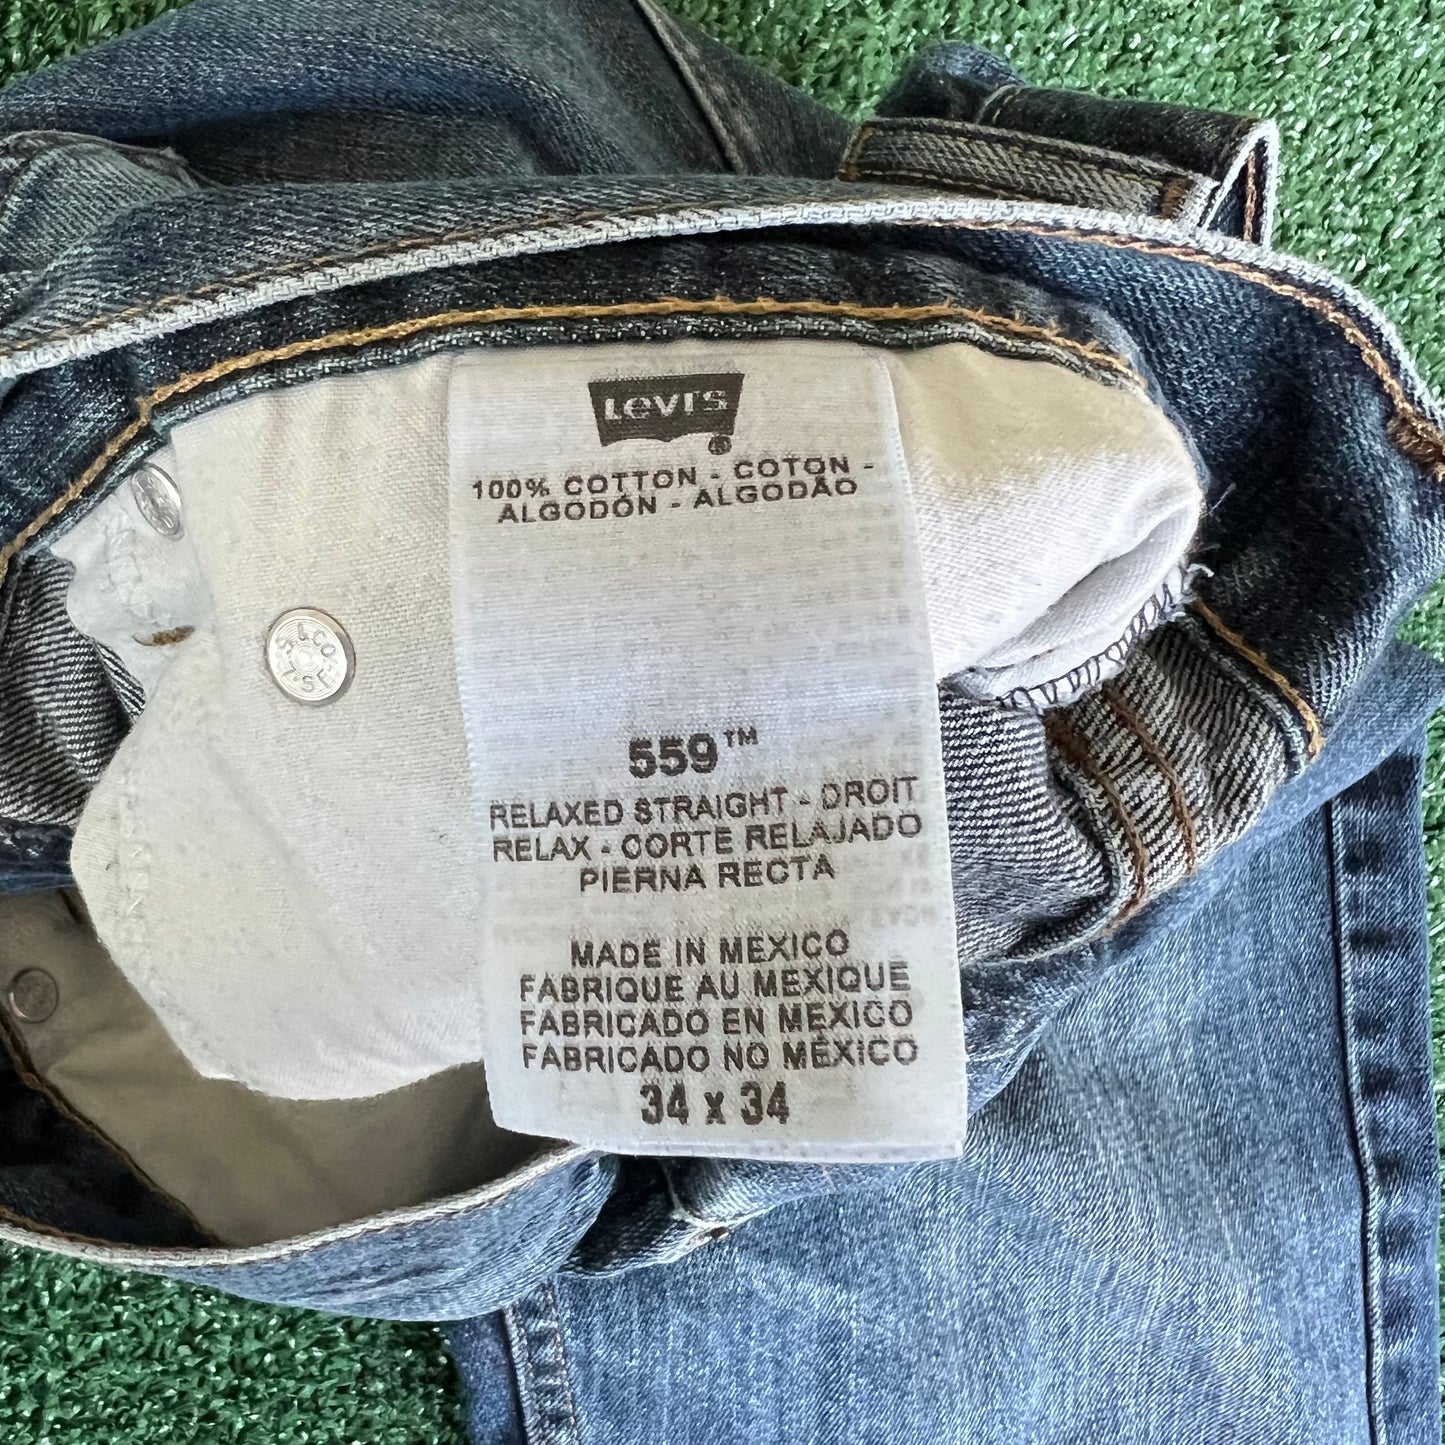 LEVI'S ®
100% COTTON - COTON -
ALGODÓN - ALGODÃO
559™
RELAXED STRAIGHT - DROIT
RELAX - CORTE RELAJADO
PIERNA RECTA
MADE IN MEXICO
FABRIQUE AU MEXIQUE
FABRICADO EN MEXICO
FABRICADO NO MÉXICO
34 x 34